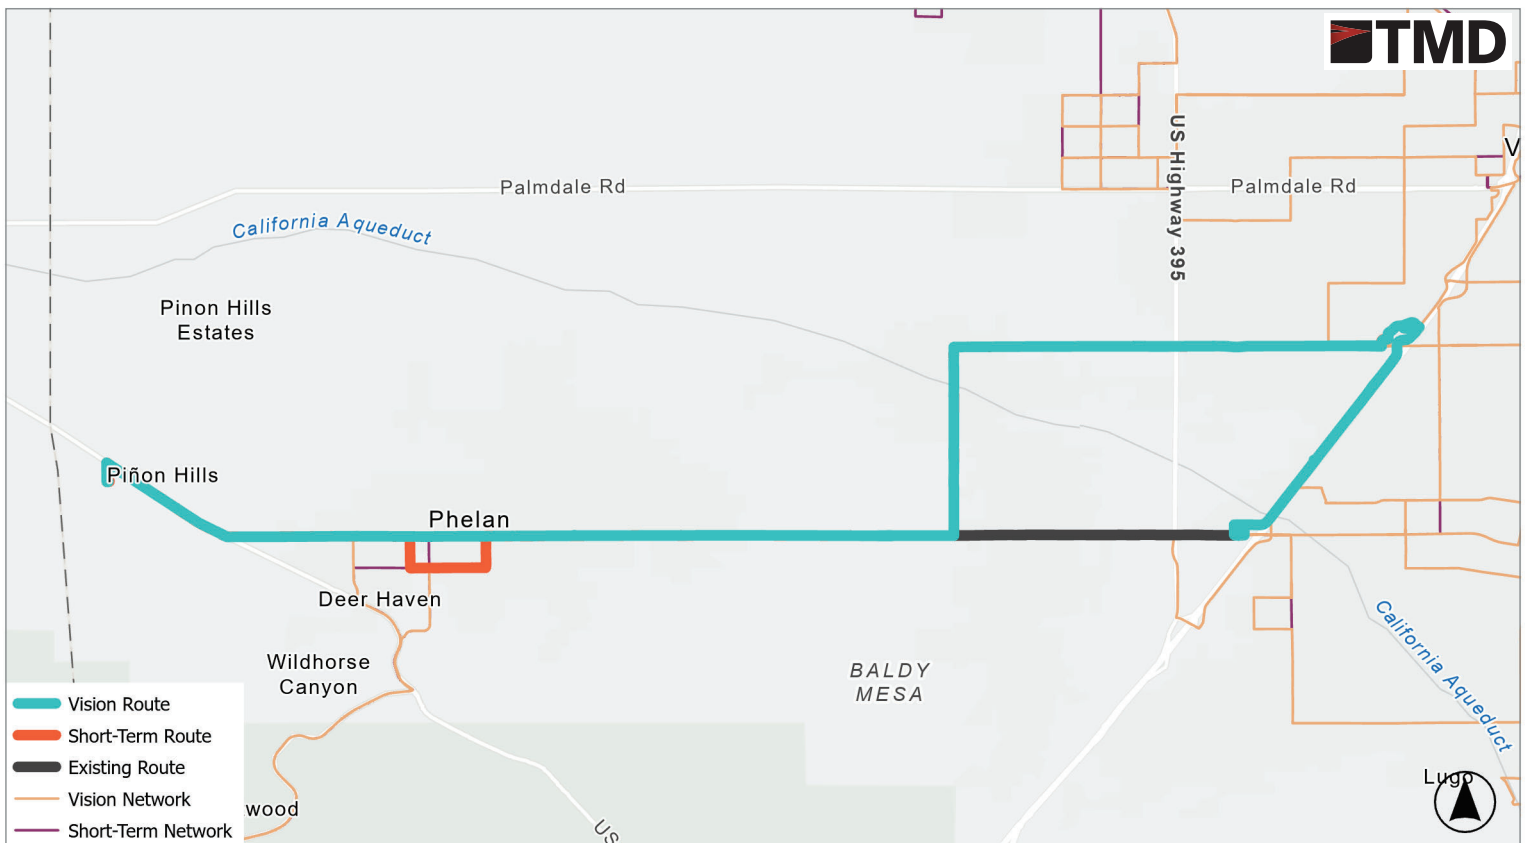 TMD
US Highway 395
V
Palmdale Rd
Palmdale Rd
California Aqueduct
Pinon Hills
Estates
Piñon Hills
Phelan
Deer Haven
Wildhorse
Canyon
BALDY
MESA
California Aqueduct
Lugo
wood
US
Vision Route
Short-Term Route
Existing Route
Vision Network
Short-Term Network